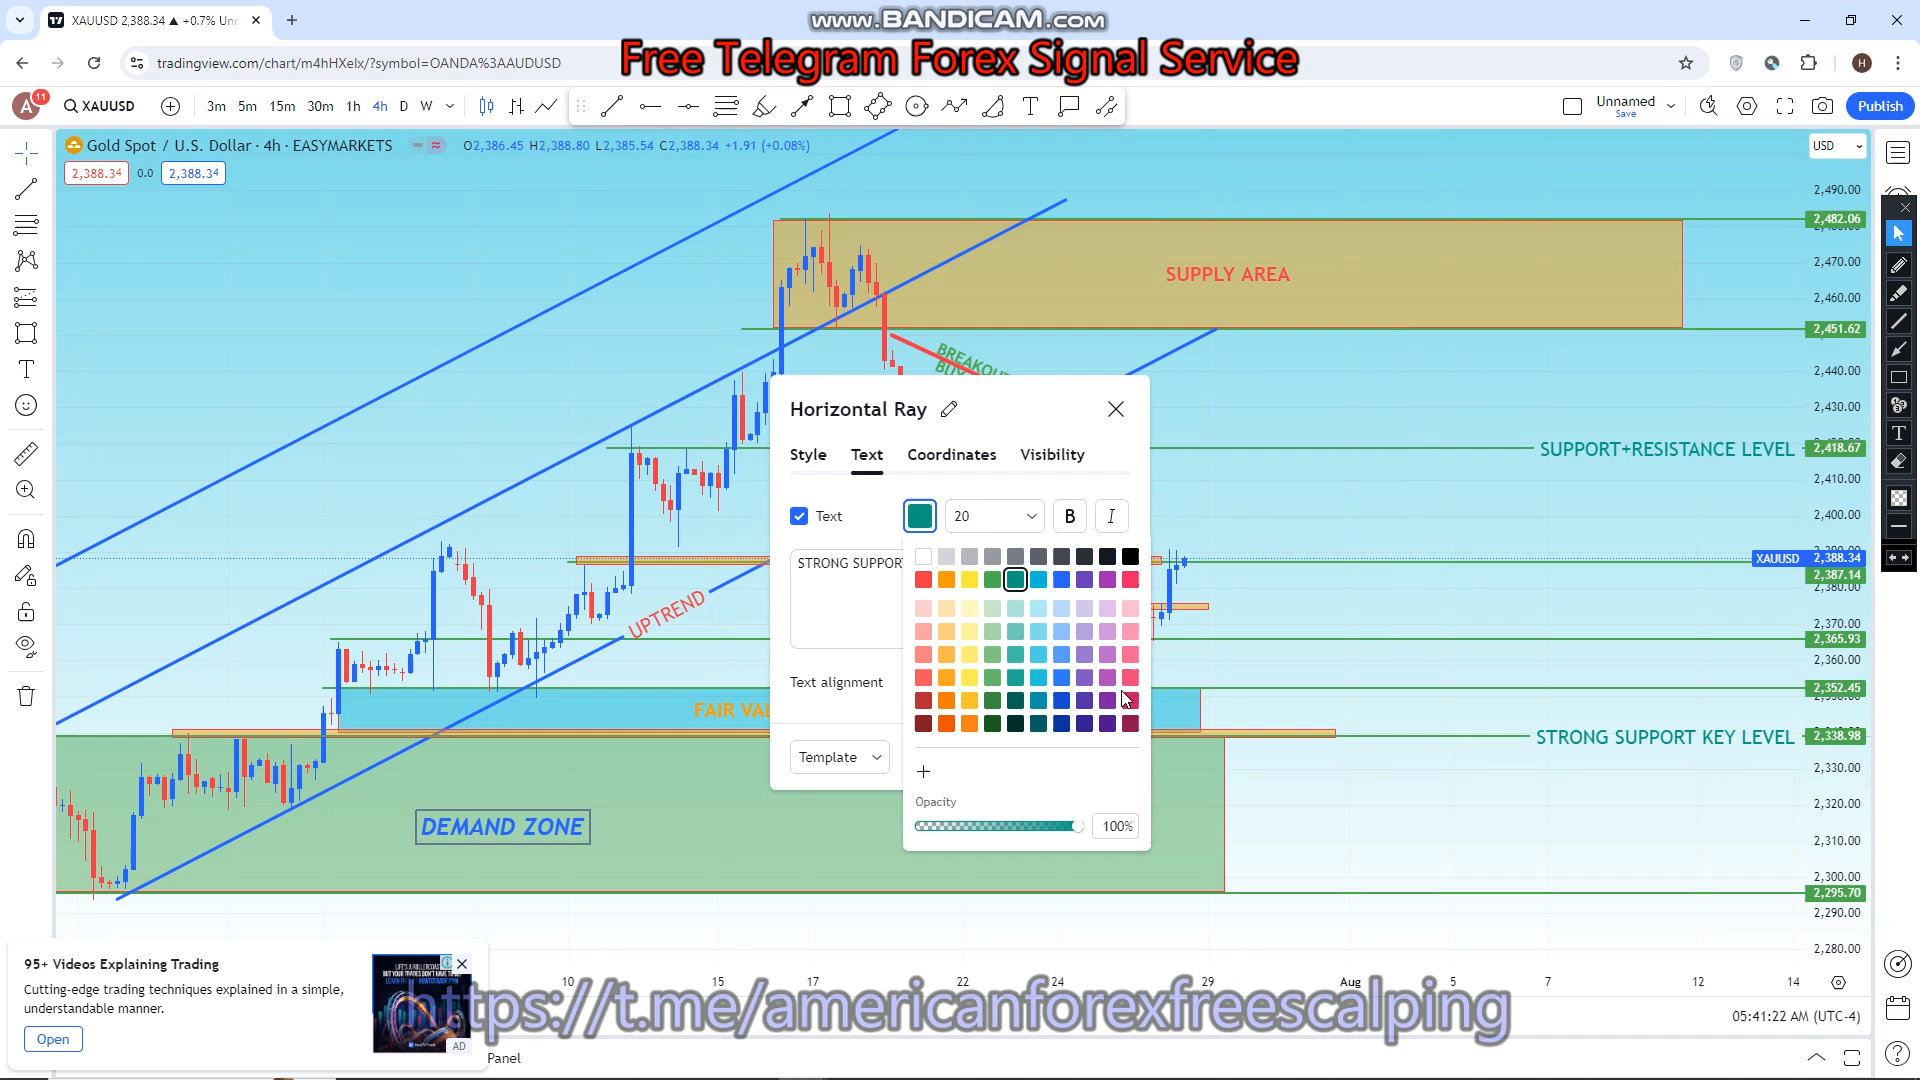 XAUUSD 2,388.34 ▲ +0.7% Unn
www.BANDICAM.com
tradingview.com/chart/m4hHXelx/?symbol=OANDA%3AAUDUSD
Free Telegram Forex Signal Service
H
A 11
XAUUSD
3m 5m 15m 30m 1h 4h D W
Unnamed
Save
Publish
Gold Spot / U.S. Dollar · 4h · EASYMARKETS
O2,386.45 H2,388.80 L2,385.54 C2,388.34 +1.91 (+0.08%)
USD
2,388.34 0.0 2,388.34
2,490.00
2,482.06
2,470.00
SUPPLY AREA
2,460.00
2,451.62
BREAKOUT
2,440.00
Horizontal Ray
2,430.00
Style Text Coordinates Visibility
SUPPORT+RESISTANCE LEVEL
2,418.67
2,410.00
Text
20
B
I
2,400.00
STRONG SUPPOR
XAUUSD 2,388.34
2,387.14
2,380.00
UPTREND
2,370.00
2,365.93
2,360.00
Text alignment
2,352.45
FAIR VAL
STRONG SUPPORT KEY LEVEL
2,338.98
Template
2,330.00
2,320.00
Opacity
100%
DEMAND ZONE
2,310.00
2,300.00
2,295.70
2,290.00
2,280.00
95+ Videos Explaining Trading
Cutting-edge trading techniques explained in a simple,
understandable manner.
Open
AD
10 15 17 22 24 29 Aug 5 7 12 14
https://t.me/americanforexfreescalping
05:41:22 AM (UTC-4)
Panel